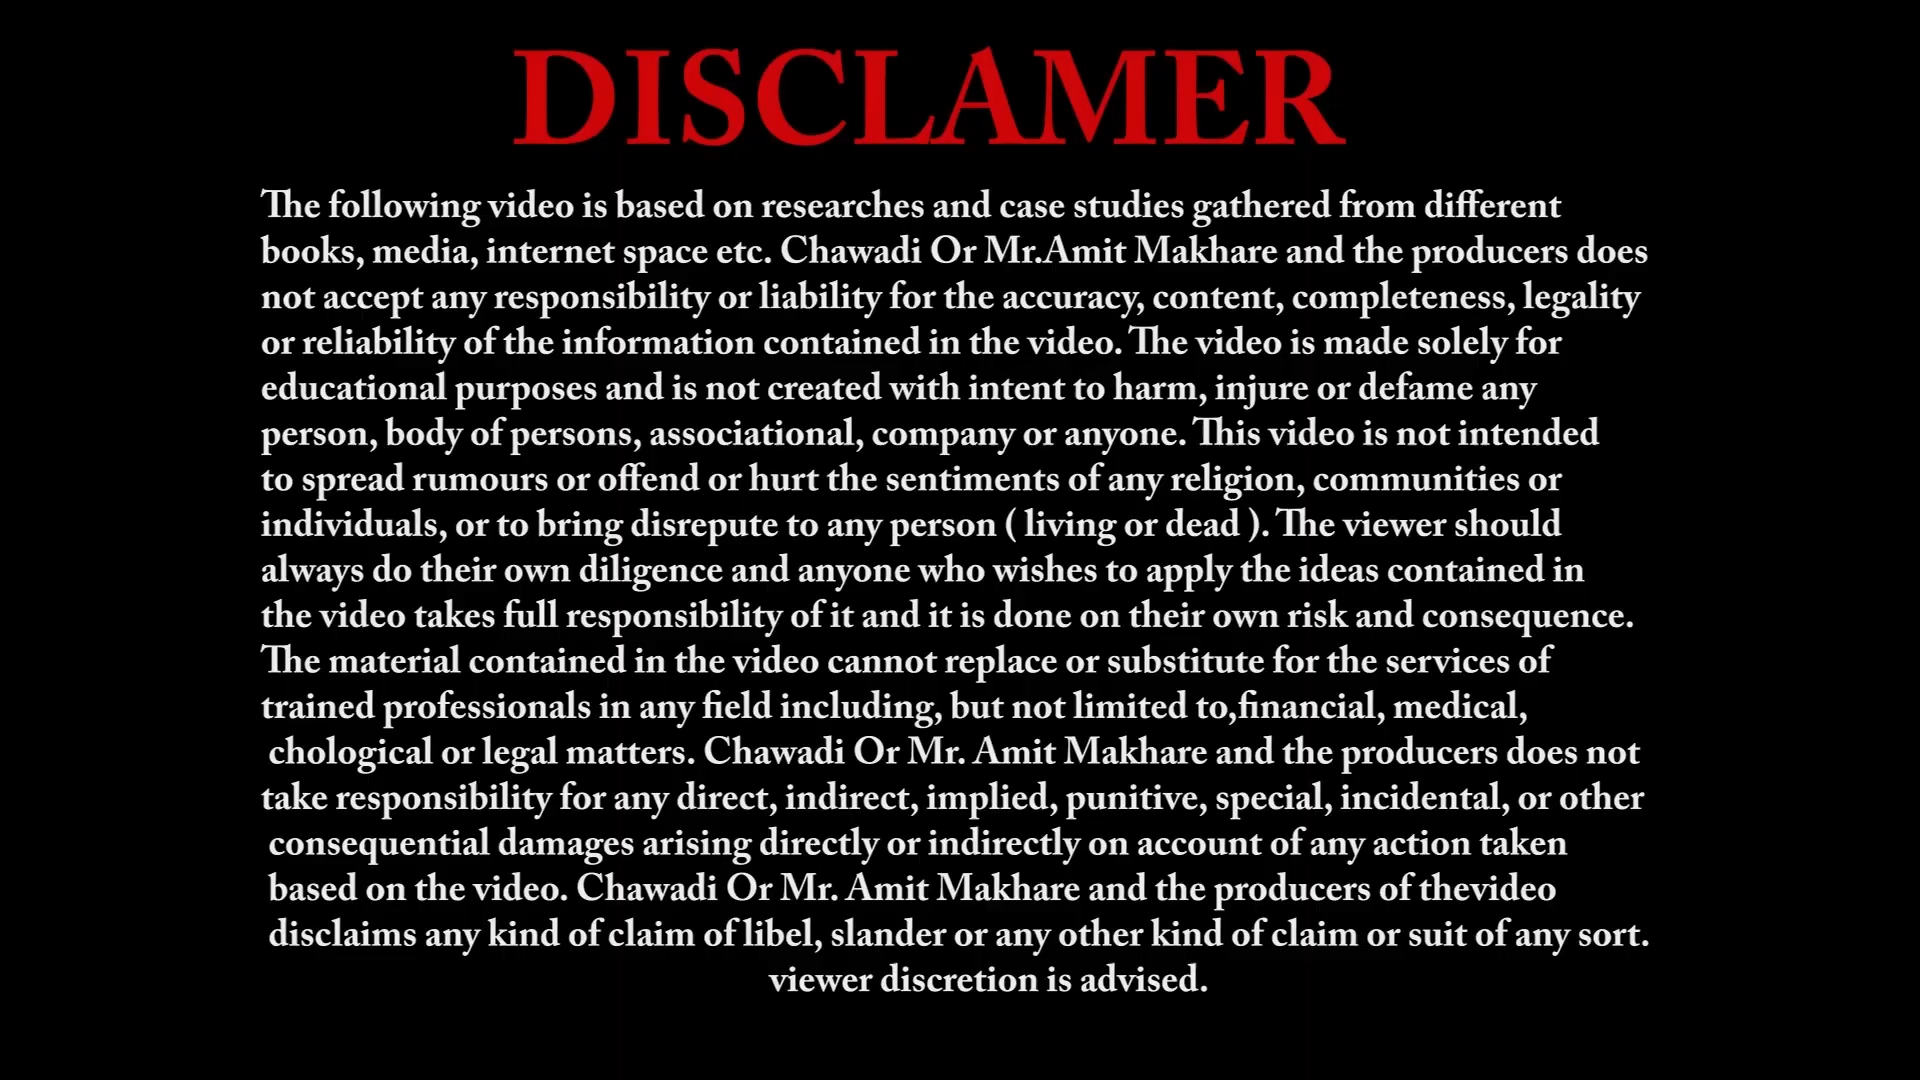 DISCLAMER
The following video is based on researches and case studies gathered from different
books, media, internet space etc. Chawadi Or Mr.Amit Makhare and the producers does
not accept any responsibility or liability for the accuracy, content, completeness, legality
or reliability of the information contained in the video. The video is made solely for
educational purposes and is not created with intent to harm, injure or defame any
person, body of persons, associational, company or anyone. This video is not intended
to spread rumours or offend or hurt the sentiments of any religion, communities or
individuals, or to bring disrepute to any person ( living or dead ). The viewer should
always do their own diligence and anyone who wishes to apply the ideas contained in
the video takes full responsibility of it and it is done on their own risk and consequence.
The material contained in the video cannot replace or substitute for the services of
trained professionals in any field including, but not limited to,financial, medical,
chological or legal matters. Chawadi Or Mr. Amit Makhare and the producers does not
take responsibility for any direct, indirect, implied, punitive, special, incidental, or other
consequential damages arising directly or indirectly on account of any action taken
based on the video. Chawadi Or Mr. Amit Makhare and the producers of thevideo
disclaims any kind of claim of libel, slander or any other kind of claim or suit of any sort.
viewer discretion is advised.